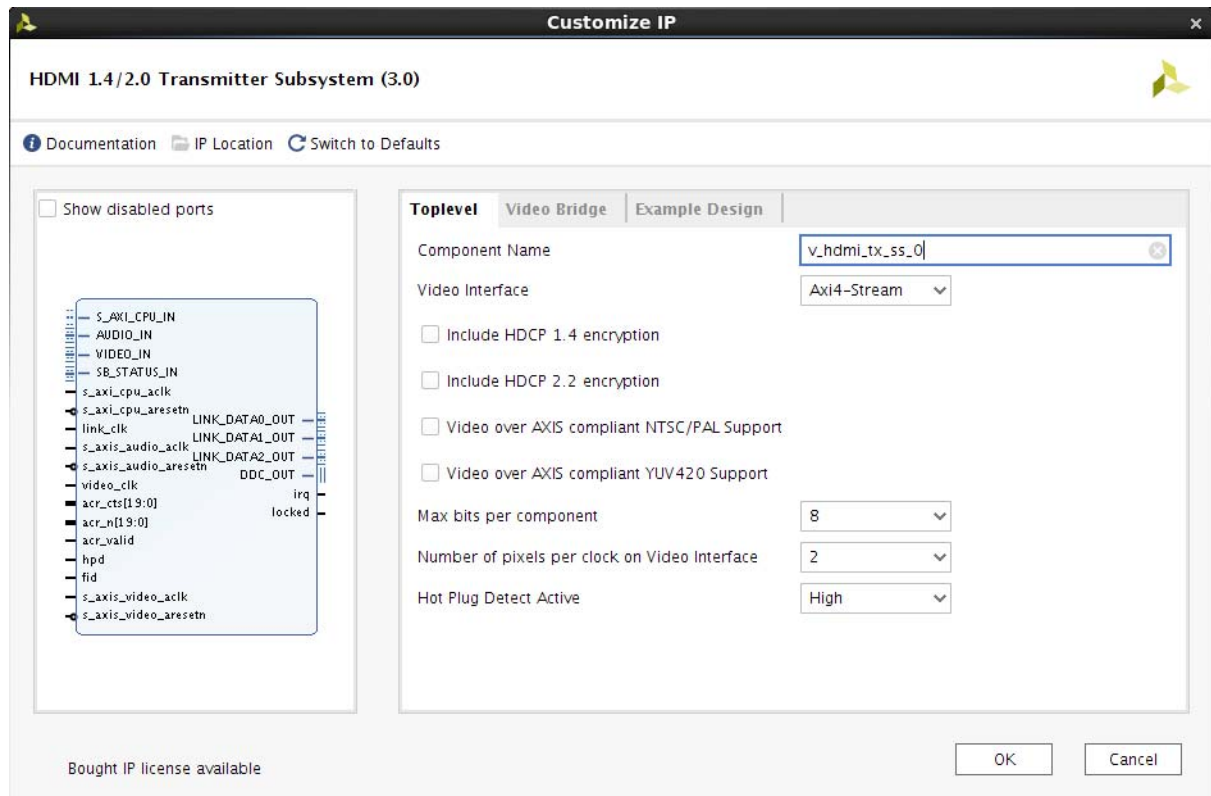 Customize IP
HDMI 1.4/2.0 Transmitter Subsystem (3.0)
Documentation IP Location Switch to Defaults
Show disabled ports
S_AXI_CPU_IN
AUDIO_IN
VIDEO_IN
SB_STATUS_IN
s_axi_cpu_aclk
s_axi_cpu_aresetn
link_clk
s_axis_audio_aclk
s_axis_audio_aresetn
video_clk
acr_cts[19:0]
acr_n[19:0]
acr_valid
hpd
fid
s_axis_video_aclk
s_axis_video_aresetn
LINK_DATA0_OUT
LINK_DATA1_OUT
LINK_DATA2_OUT
DDC_OUT
irq
locked
Toplevel Video Bridge Example Design
Component Name v_hdmi_tx_ss_0
Video Interface Axi4-Stream
Include HDCP 1.4 encryption
Include HDCP 2.2 encryption
Video over AXIS compliant NTSC/PAL Support
Video over AXIS compliant YUV420 Support
Max bits per component 8
Number of pixels per clock on Video Interface 2
Hot Plug Detect Active High
Bought IP license available
OK Cancel